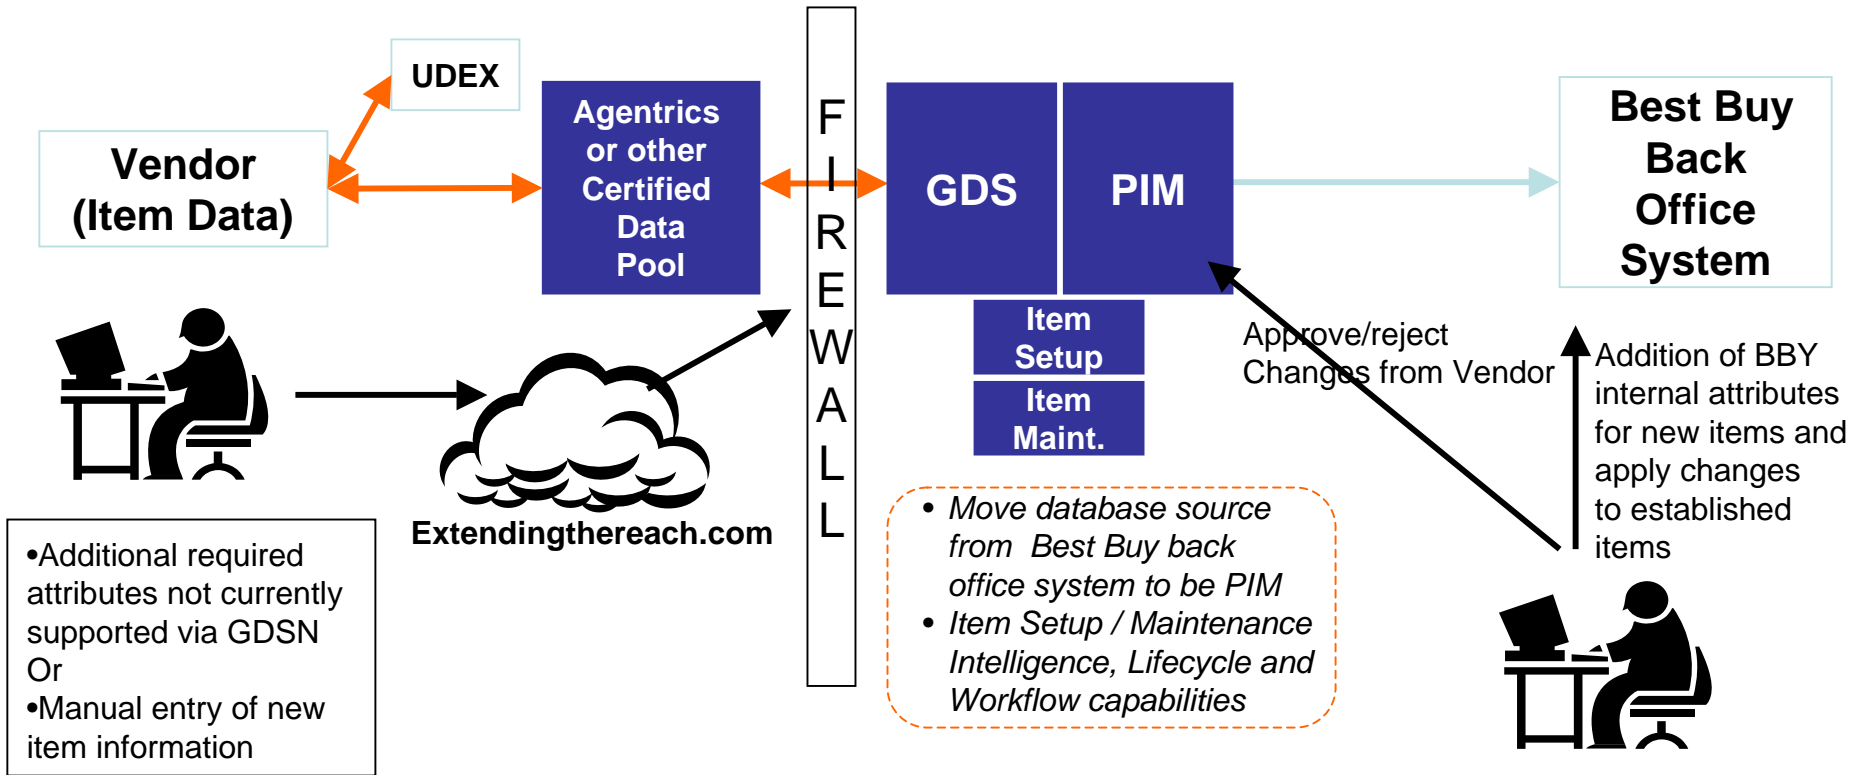 UDEX
Vendor
(Item Data)
Agentrics
or other
Certified
Data
Pool
F
I
R
E
W
A
L
L
GDS
PIM
Best Buy
Back
Office
System
Item
Setup
Item
Maint.
Approve/reject
Changes from Vendor
Addition of BBY
internal attributes
for new items and
apply changes
to established
items
Extendingthereach.com
•Additional required
attributes not currently
supported via GDSN
Or
•Manual entry of new
item information
• Move database source
from Best Buy back
office system to be PIM
• Item Setup / Maintenance
Intelligence, Lifecycle and
Workflow capabilities